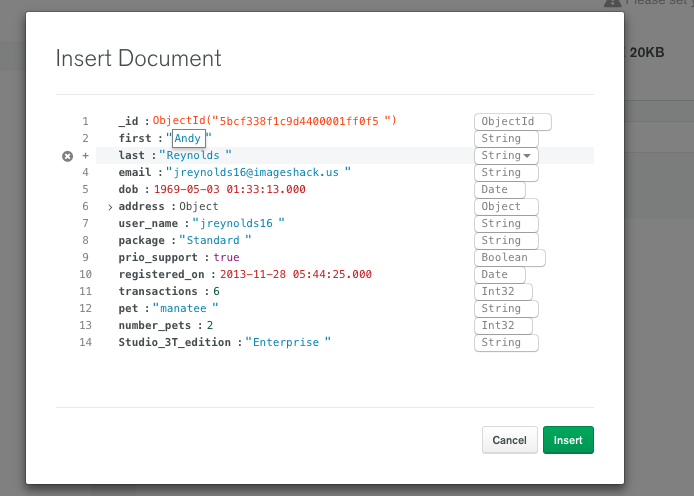 Please set y
20KB
Insert Document
1 _id : ObjectId("5bcf338f1c9d4400001ff0f5 ") ObjectId
2 first : "Andy " String
+ last : "Reynolds " String
4 email : "jreynolds16@imageshack.us " String
5 dob : 1969-05-03 01:33:13.000 Date
6 > address : Object Object
7 user_name : "jreynolds16 " String
8 package : "Standard " String
9 prio_support : true Boolean
10 registered_on : 2013-11-28 05:44:25.000 Date
11 transactions : 6 Int32
12 pet : "manatee " String
13 number_pets : 2 Int32
14 Studio_3T_edition : "Enterprise " String
Cancel Insert